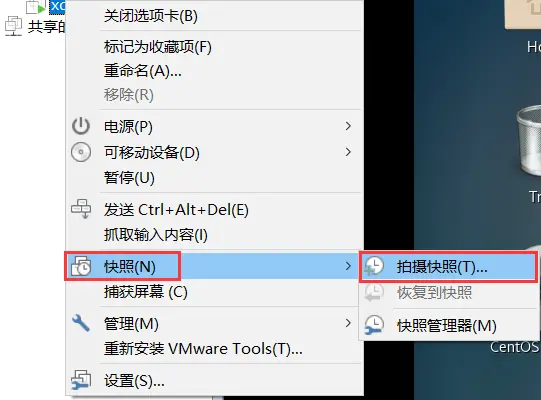 xc
共享的
关闭选项卡(B)
标记为收藏项(F)
重命名(A)...
移除(R)
电源(P)
可移动设备(D)
暂停(U)
发送 Ctrl+Alt+Del(E)
抓取输入内容(I)
快照(N)
拍摄快照(T)...
捕获屏幕 (C)
恢复到快照
管理(M)
快照管理器(M)
重新安装 VMware Tools(T)...
设置(S)...
Ho
Tr
CentOS